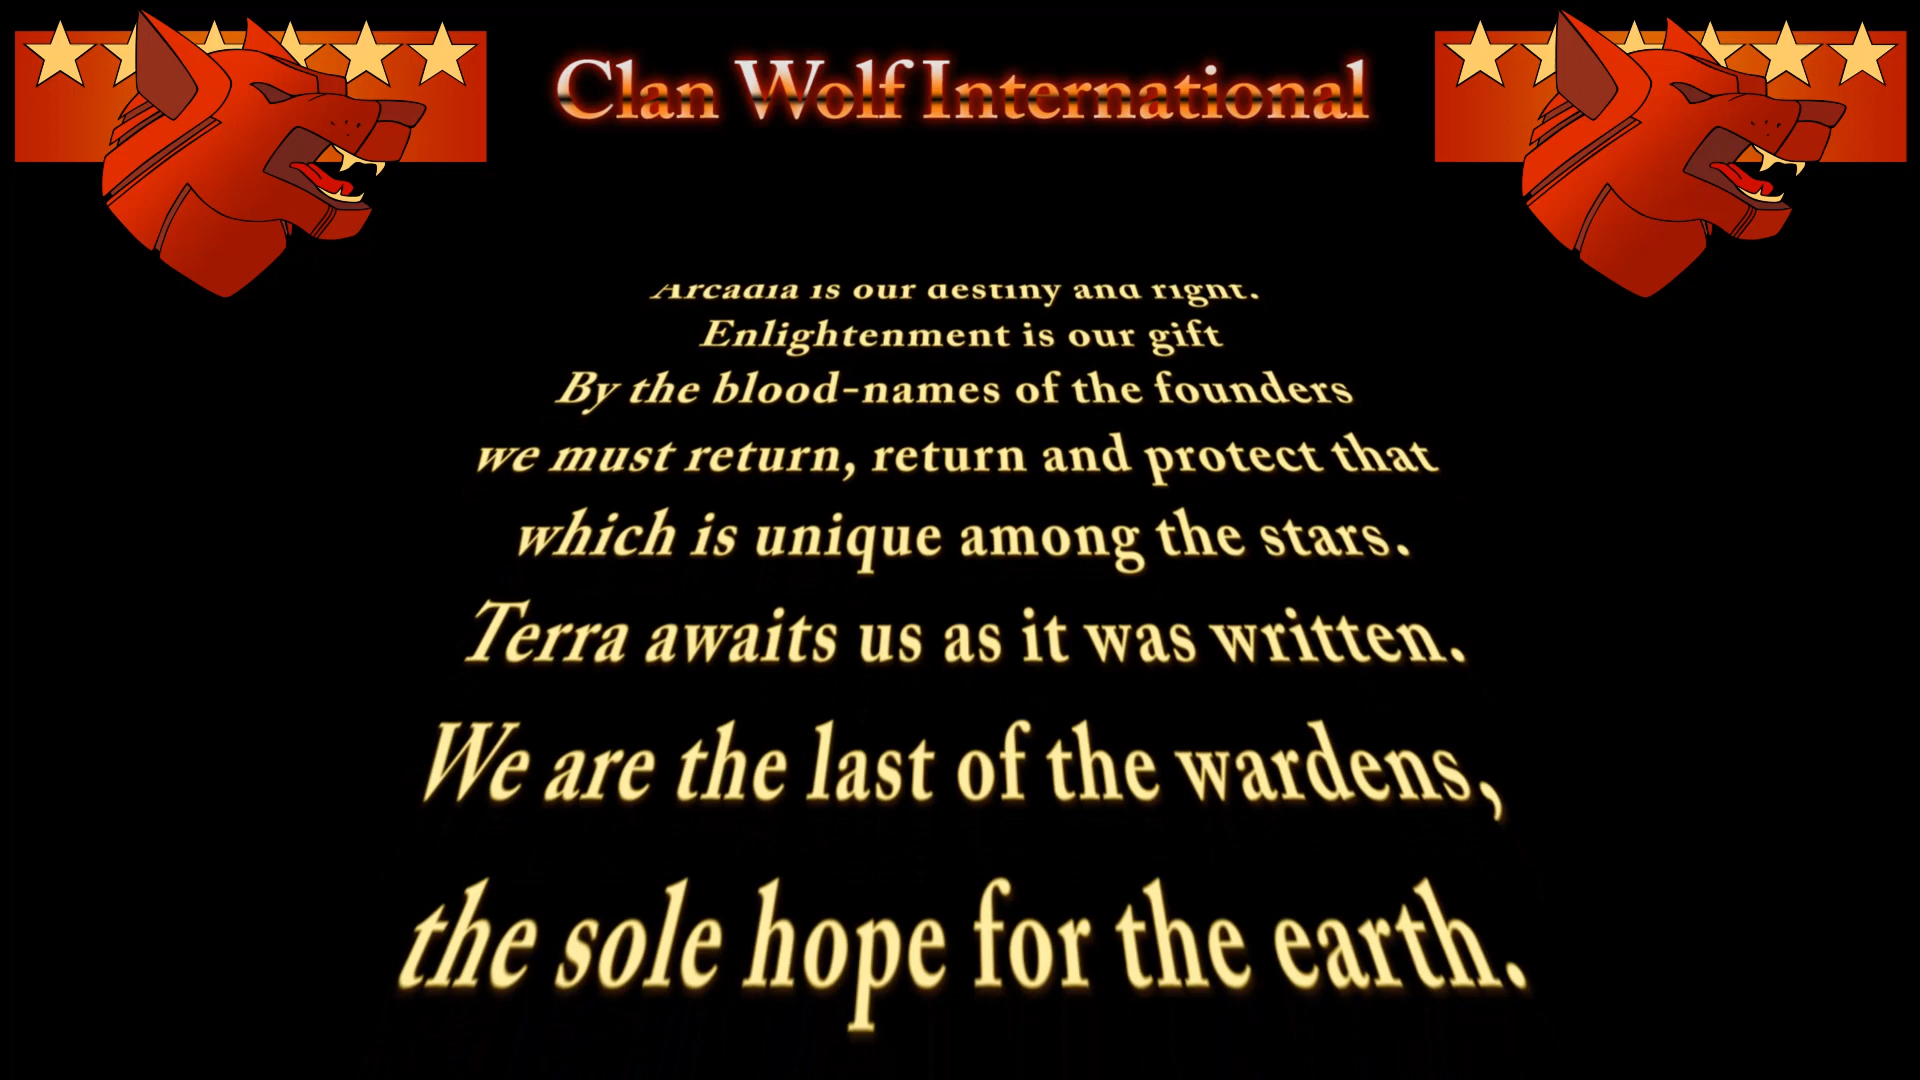 Clan Wolf International
Arcadia is our destiny and right.
Enlightenment is our gift
By the blood-names of the founders
we must return, return and protect that
which is unique among the stars.
Terra awaits us as it was written.
We are the last of the wardens,
the sole hope for the earth.